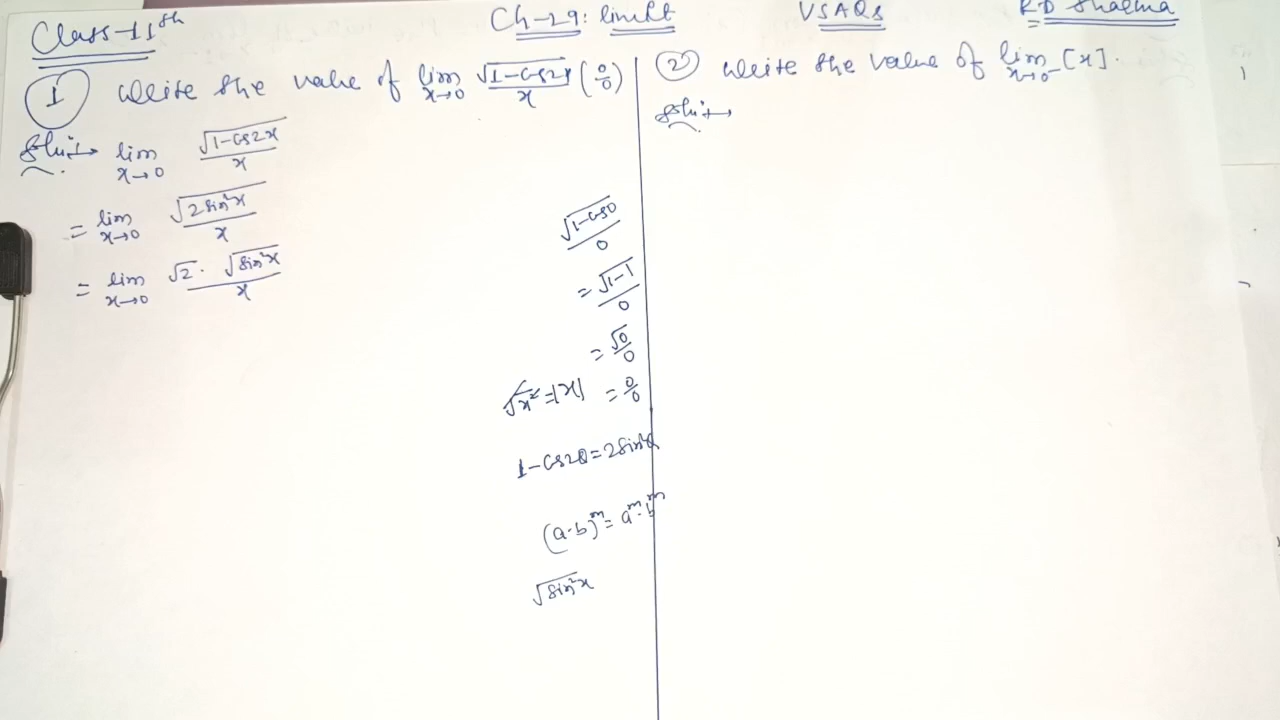 Class-11th
Ch-29: limit
VSAQs
RD Sharma
① Write the value of lim x→0 √(1-cos2x)/x (0/0)
Solu:→ lim x→0 √(1-cos2x)/x
= lim x→0 √(2sin²x)/x
= lim x→0 √2 · √(sin²x)/x
√(1-cos0)/0
= √(1-1)/0
= √0/0
= 0/0
√x² = |x|
1-cos2θ = 2sin²θ
(a·b)^m = a^m · b^m
√(sin²x)
② Write the value of lim x→0⁻ [x].
Solu:→